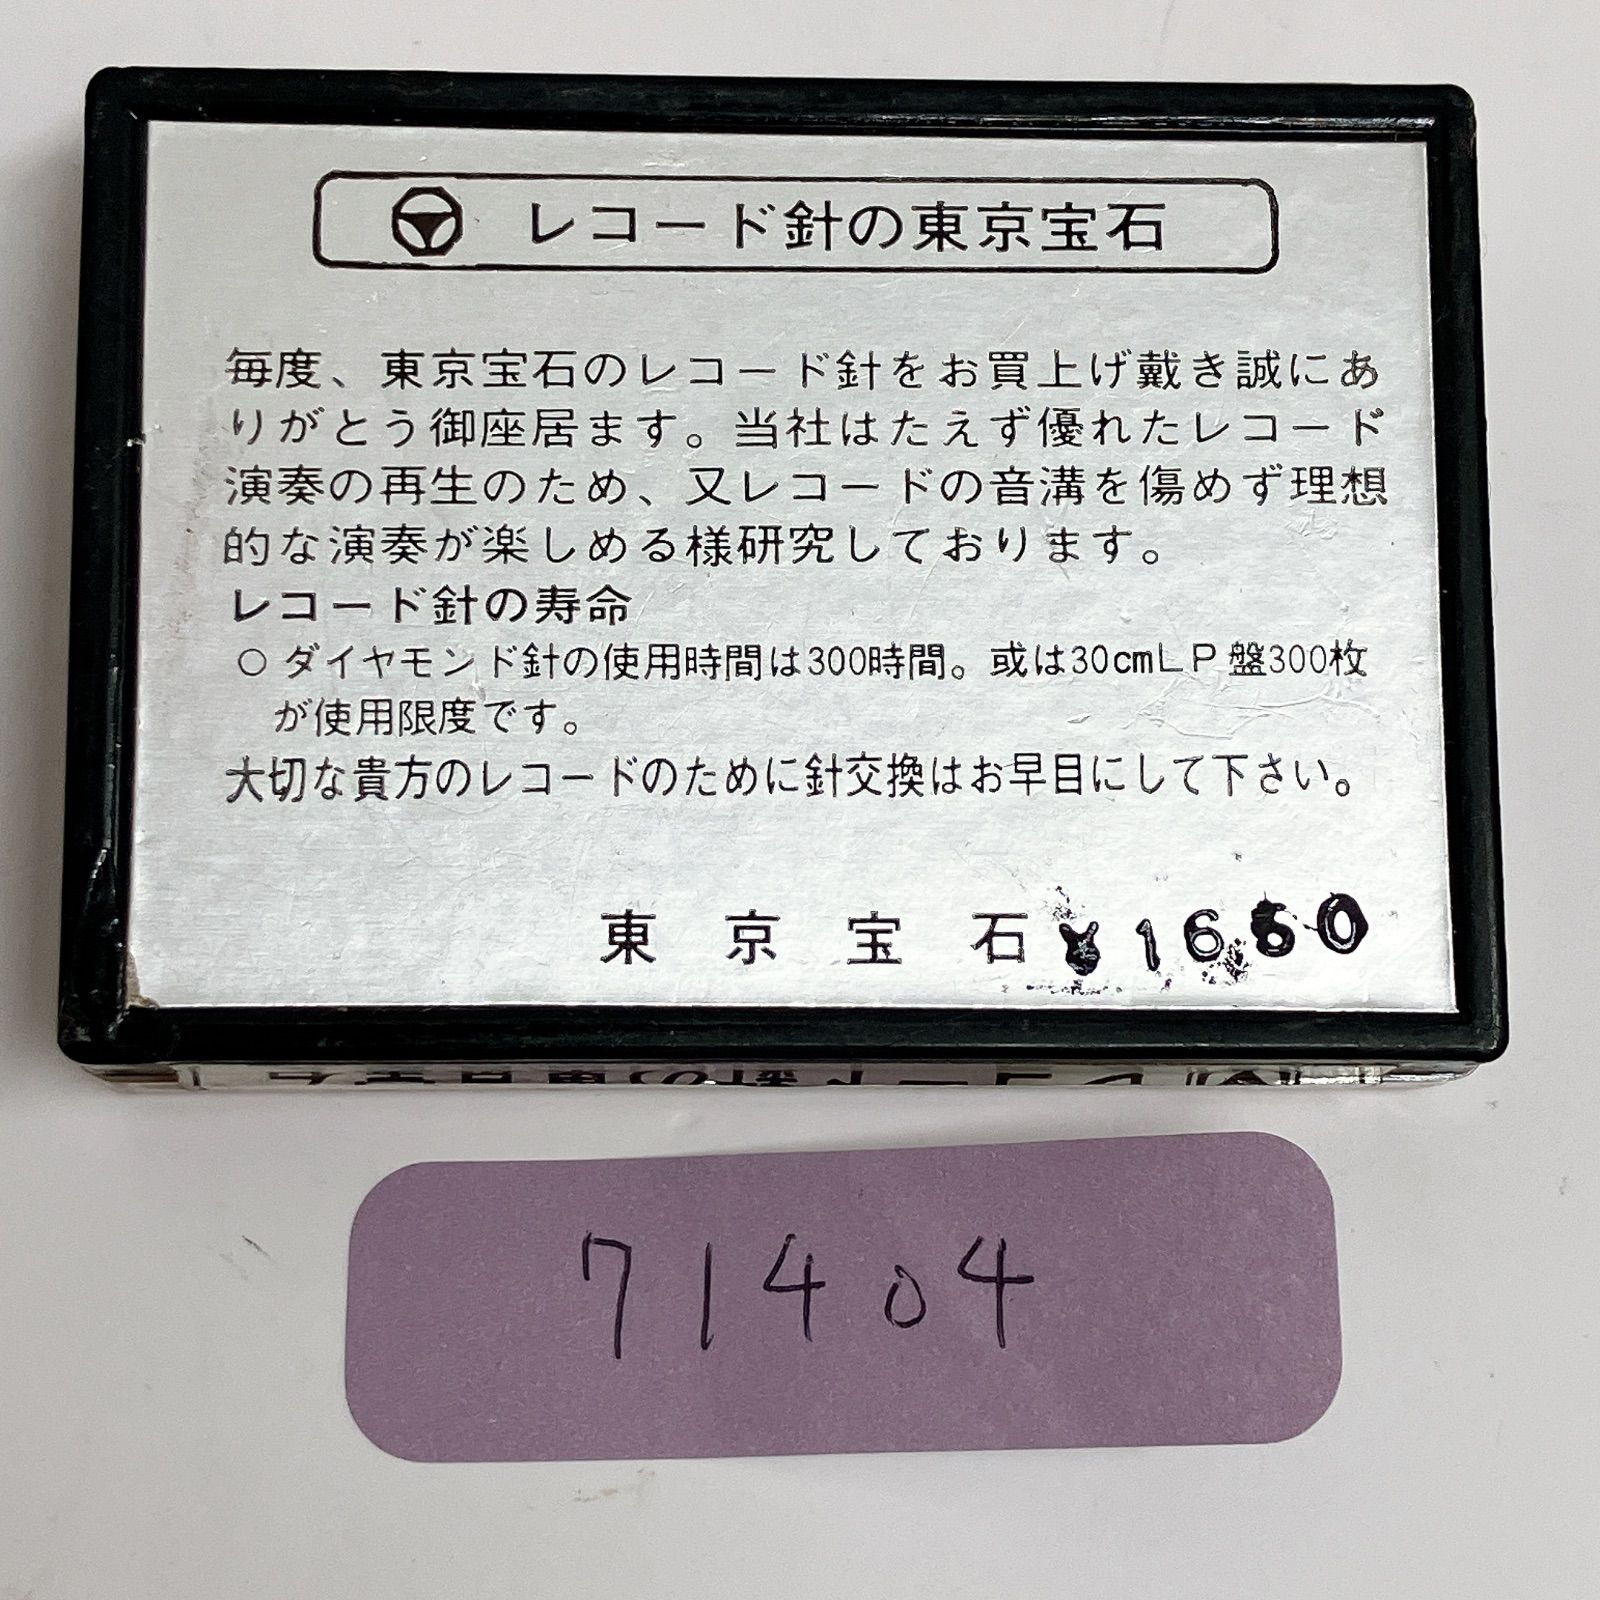 レコード針の東京宝石
毎度、東京宝石のレコード針をお買上げ戴き誠にあ
りがとう御座居ます。当社はたえず優れたレコード
演奏の再生のため、又レコードの音溝を傷めず理想
的な演奏が楽しめる様研究しております。
レコード針の寿命
○ ダイヤモンド針の使用時間は300時間。或は30cmLP盤300枚
が使用限度です。
大切な貴方のレコードのために針交換はお早目にして下さい。
東京宝石
71404